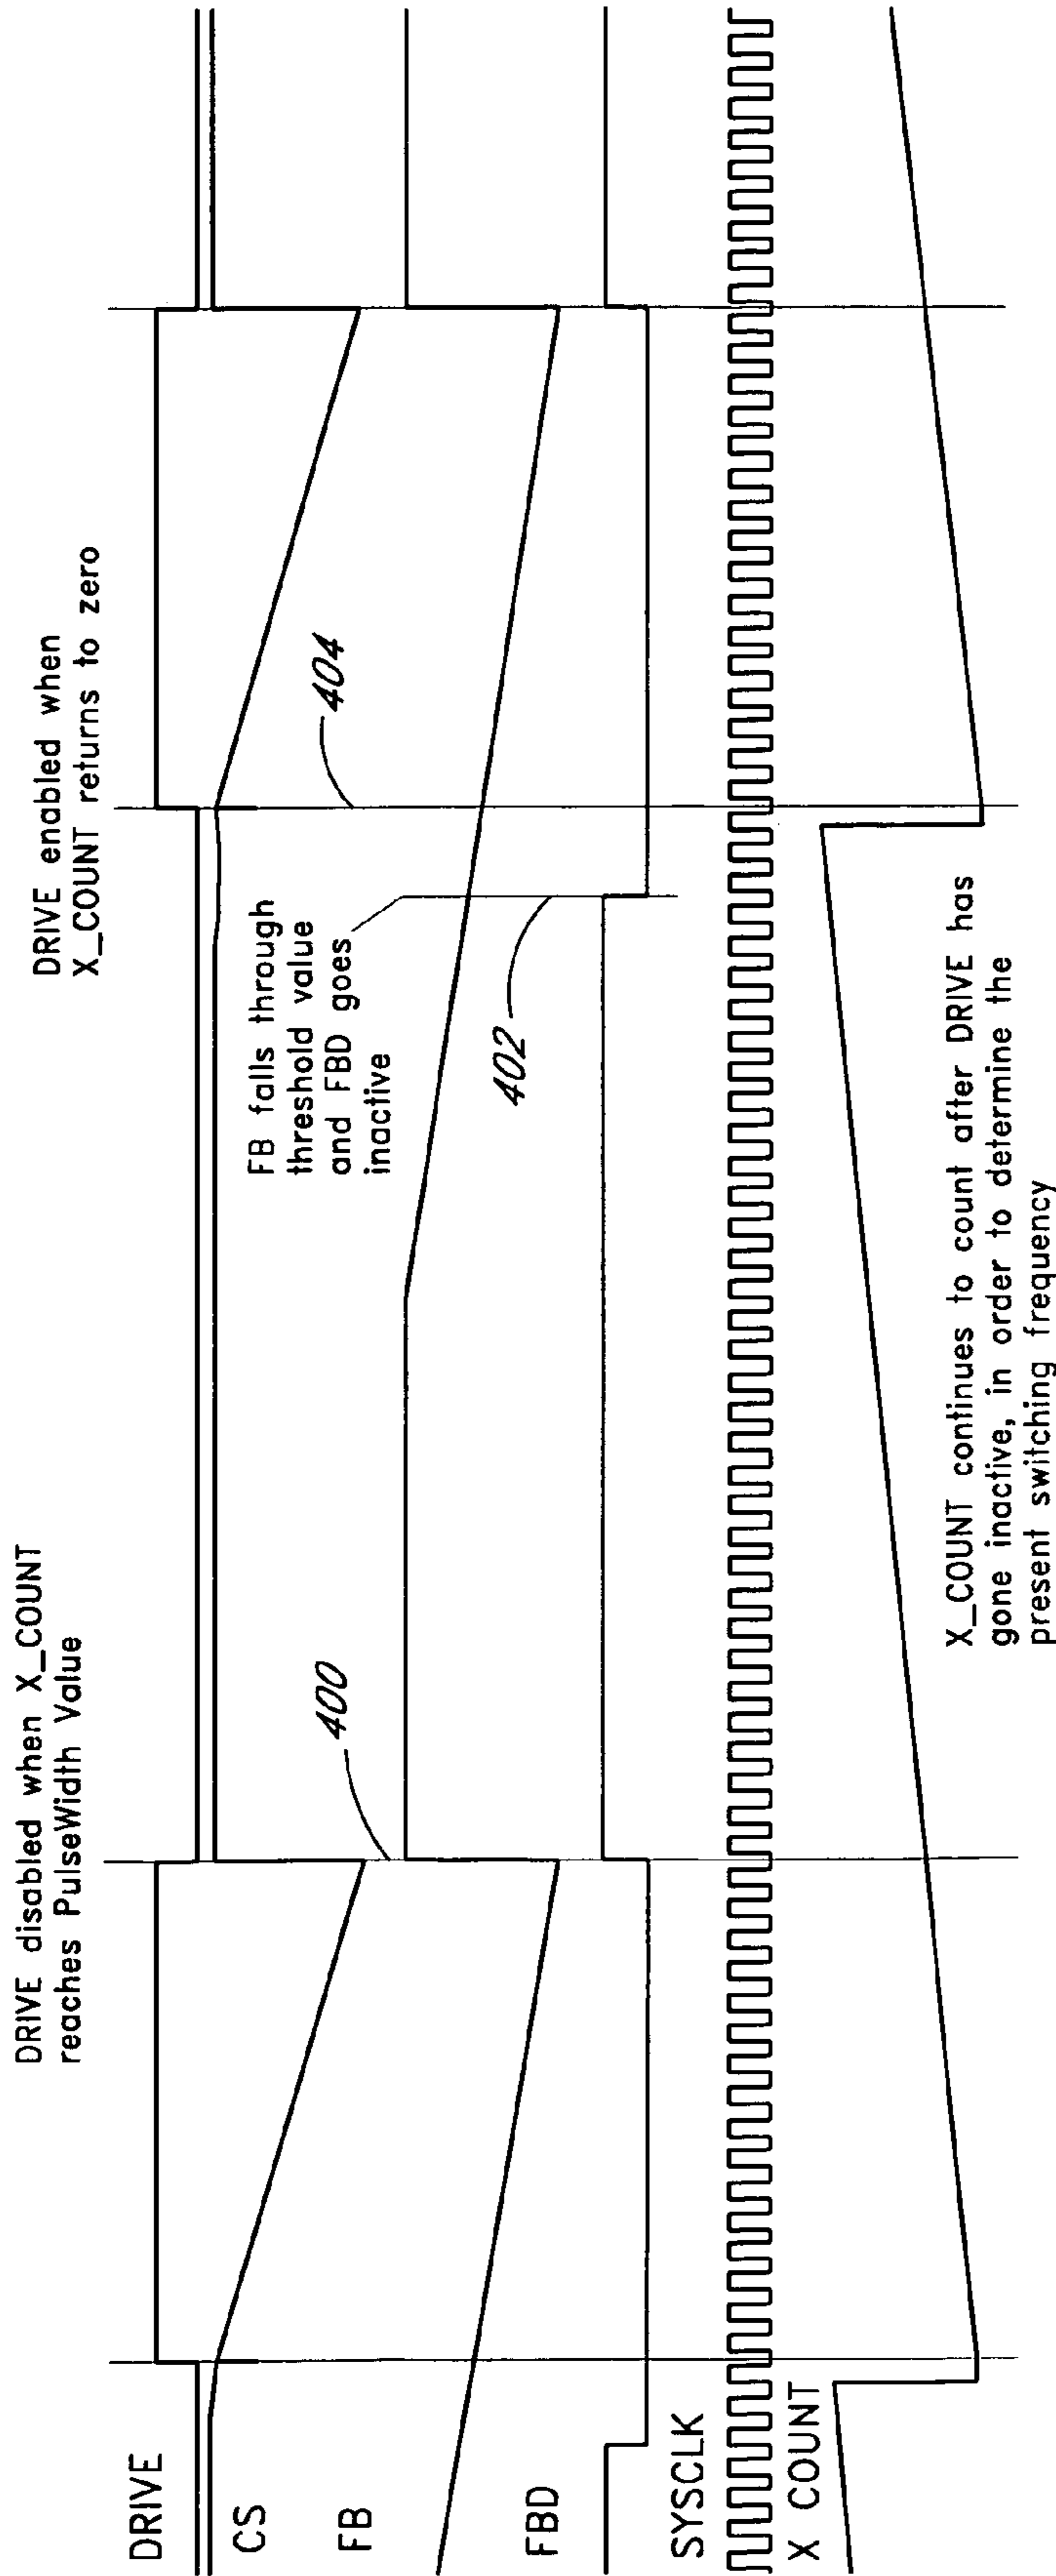 DRIVE disabled when X_COUNT
reaches PulseWidth Value
DRIVE enabled when
X_COUNT returns to zero
DRIVE
CS
FB
FBD
SYSCLK
X COUNT
400
FB falls through
threshold value
and FBD goes
inactive
402
404
X_COUNT continues to count after DRIVE has
gone inactive, in order to determine the
present switching frequency